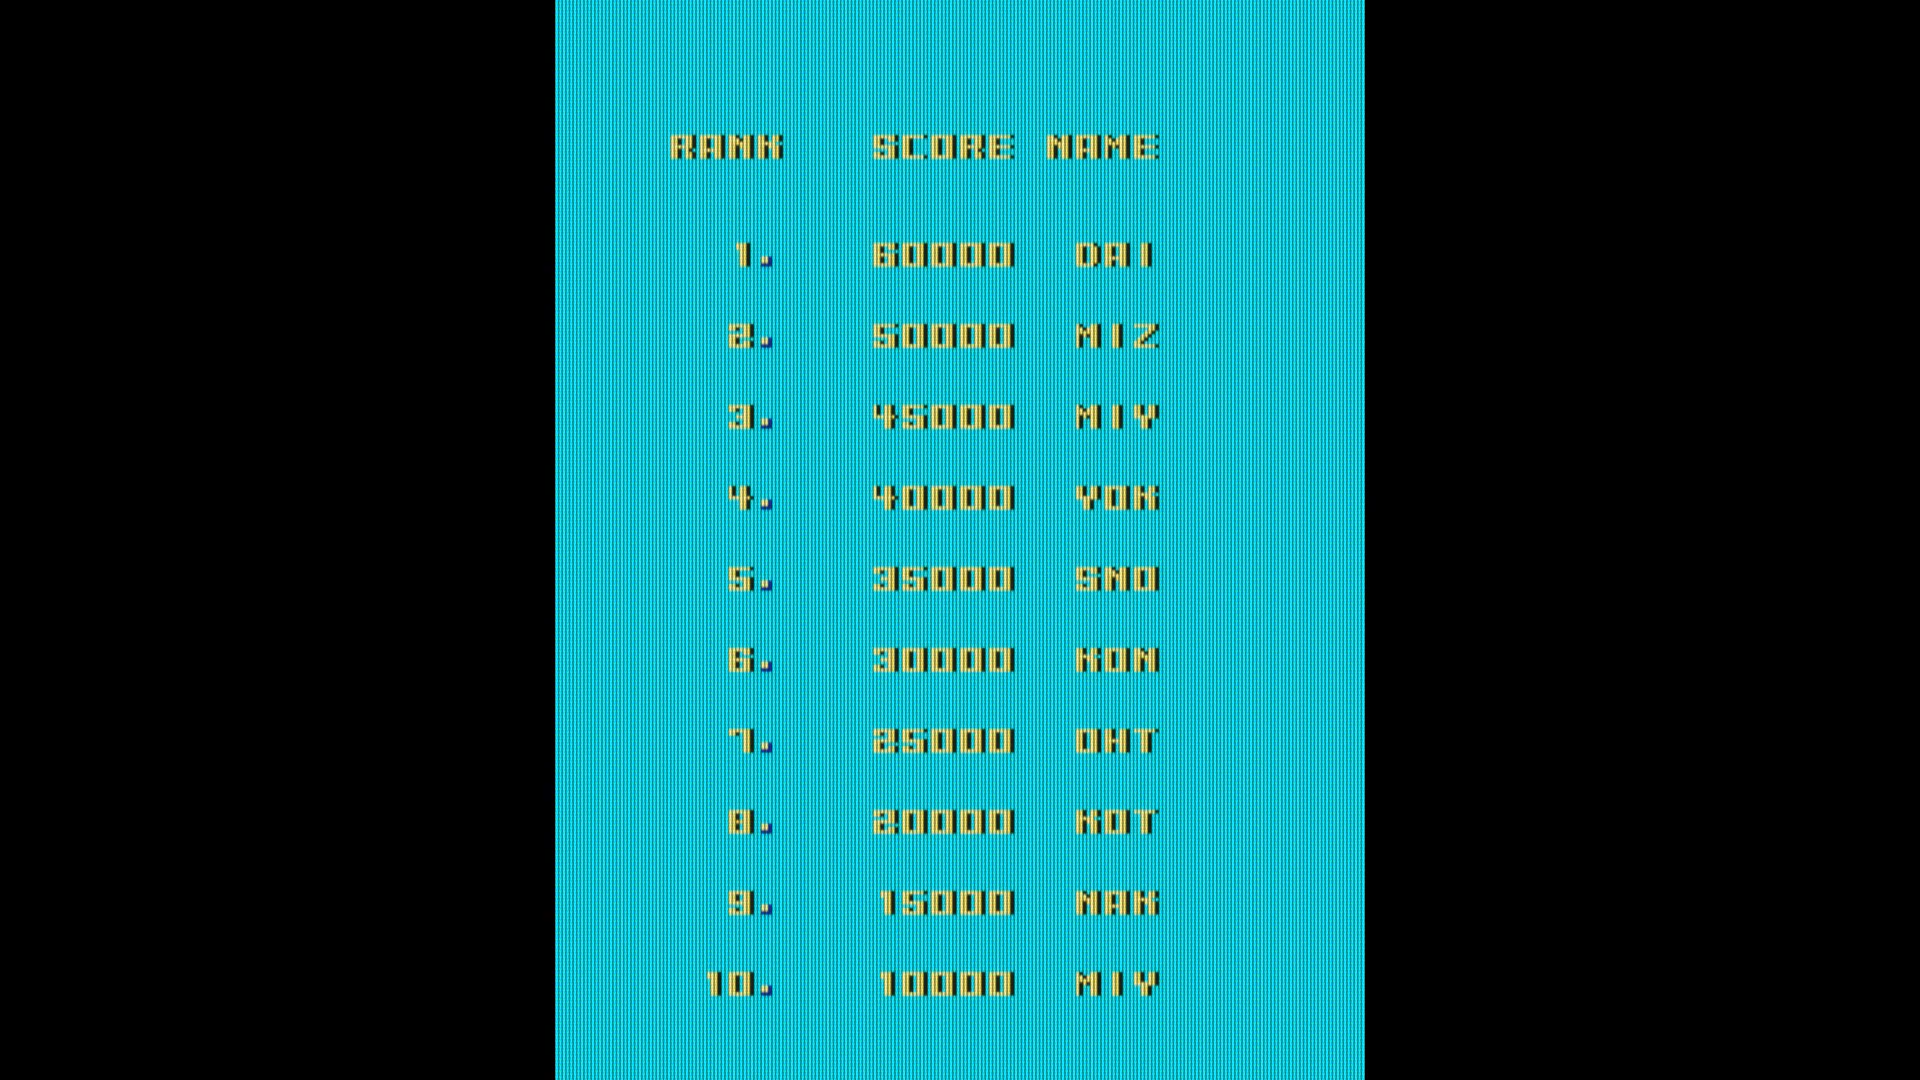 RANK SCORE NAME
1. 60000 DAI
2. 50000 MIZ
3. 45000 MIY
4. 40000 YOK
5. 35000 SNO
6. 30000 KON
7. 25000 OHT
8. 20000 KOT
9. 15000 NAK
10. 10000 MIY